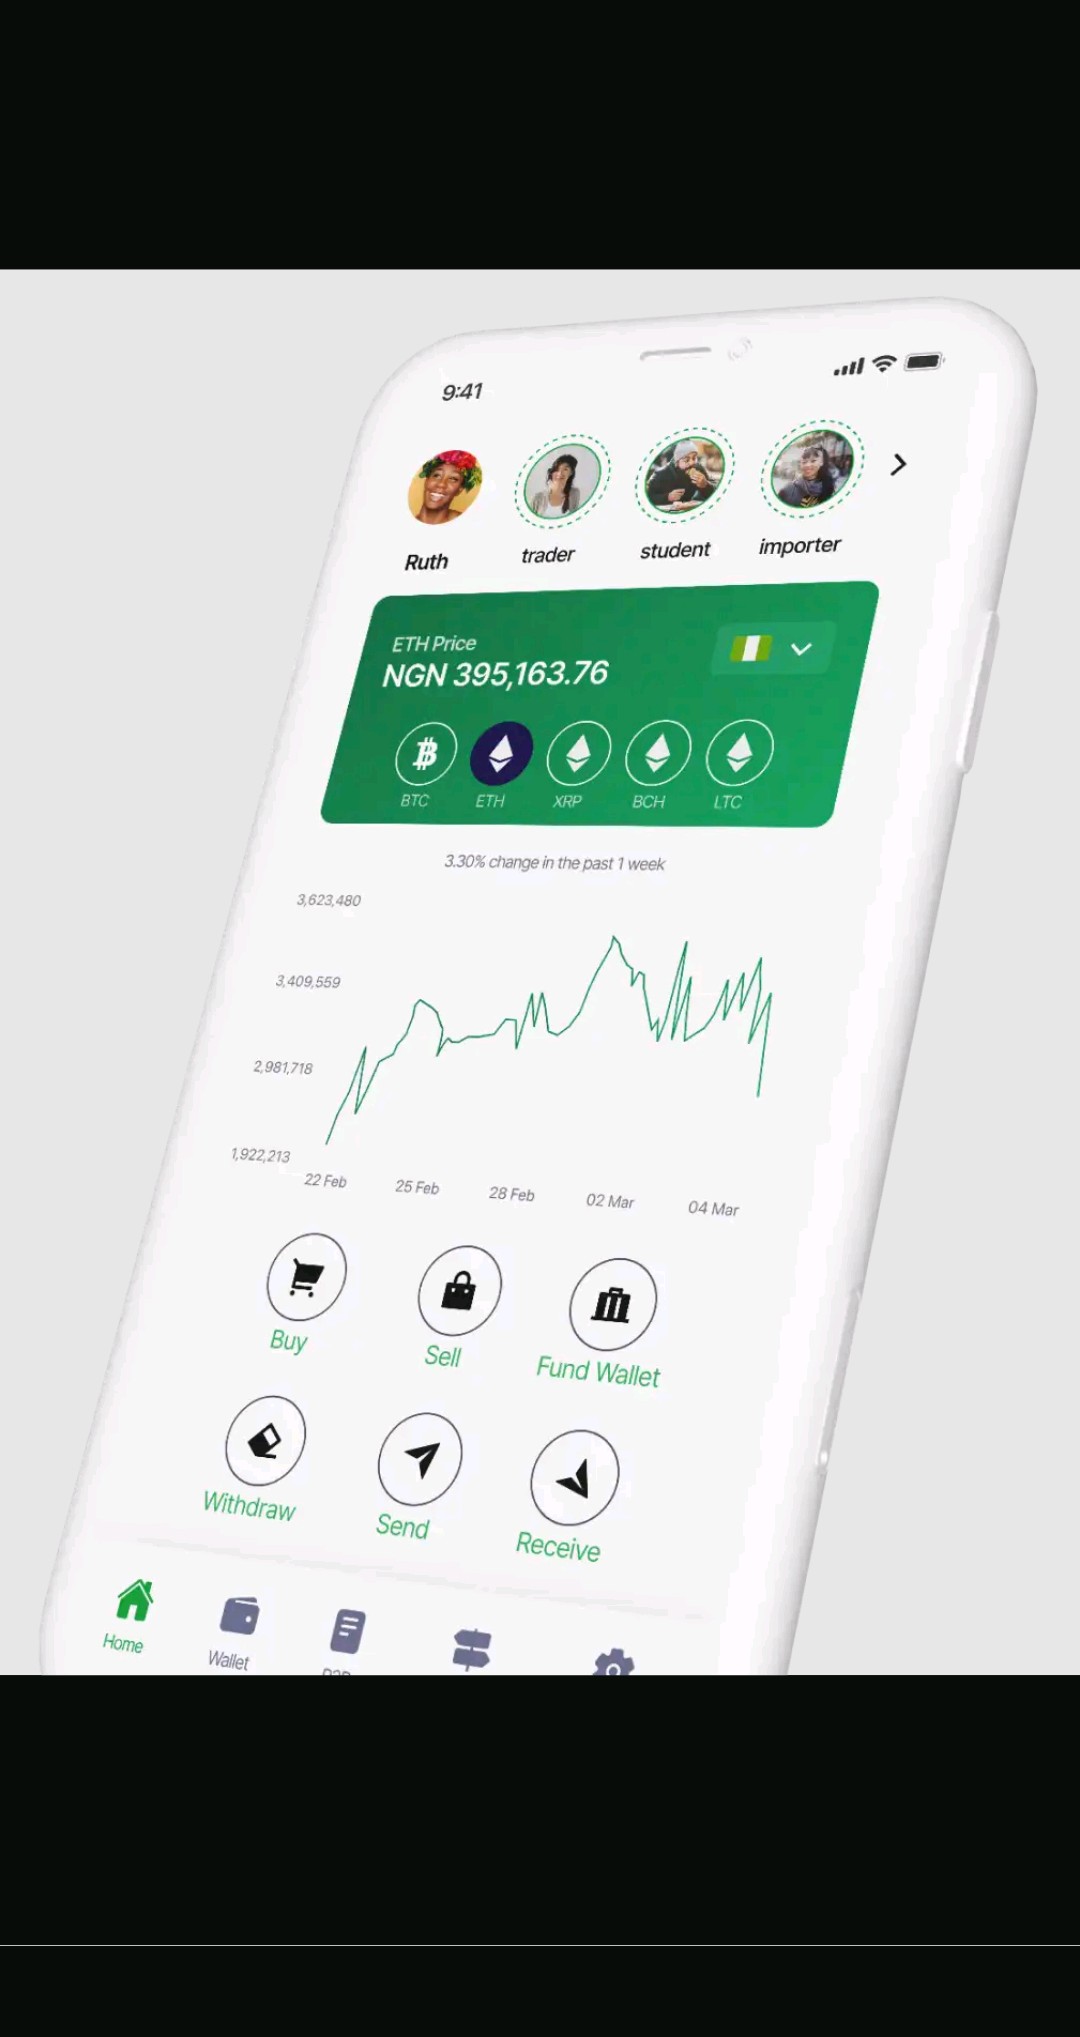 9:41
Ruth
trader
student
importer
ETH Price
NGN 395,163.76
BTC
ETH
XRP
BCH
LTC
3.30% change in the past 1 week
3,623,480
3,409,559
2,981,718
1,922,213
22 Feb
25 Feb
28 Feb
02 Mar
04 Mar
Buy
Sell
Fund Wallet
Withdraw
Send
Receive
Home
Wallet